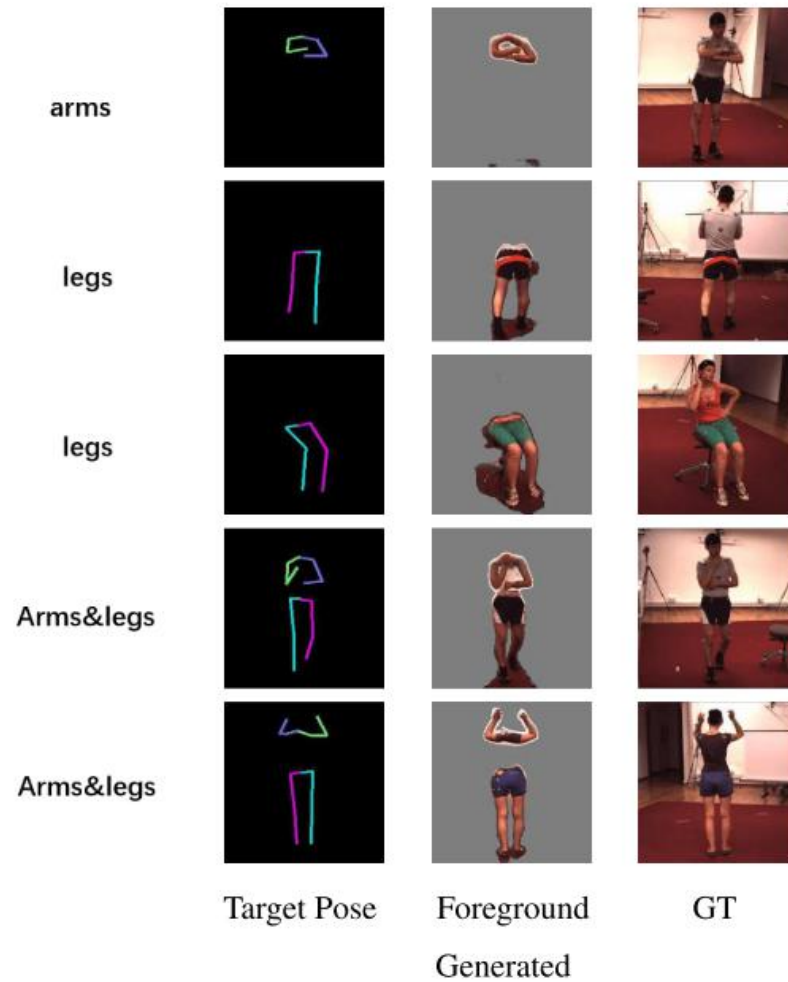 arms
legs
legs
Arms&legs
Arms&legs
Target Pose Foreground GT
Generated